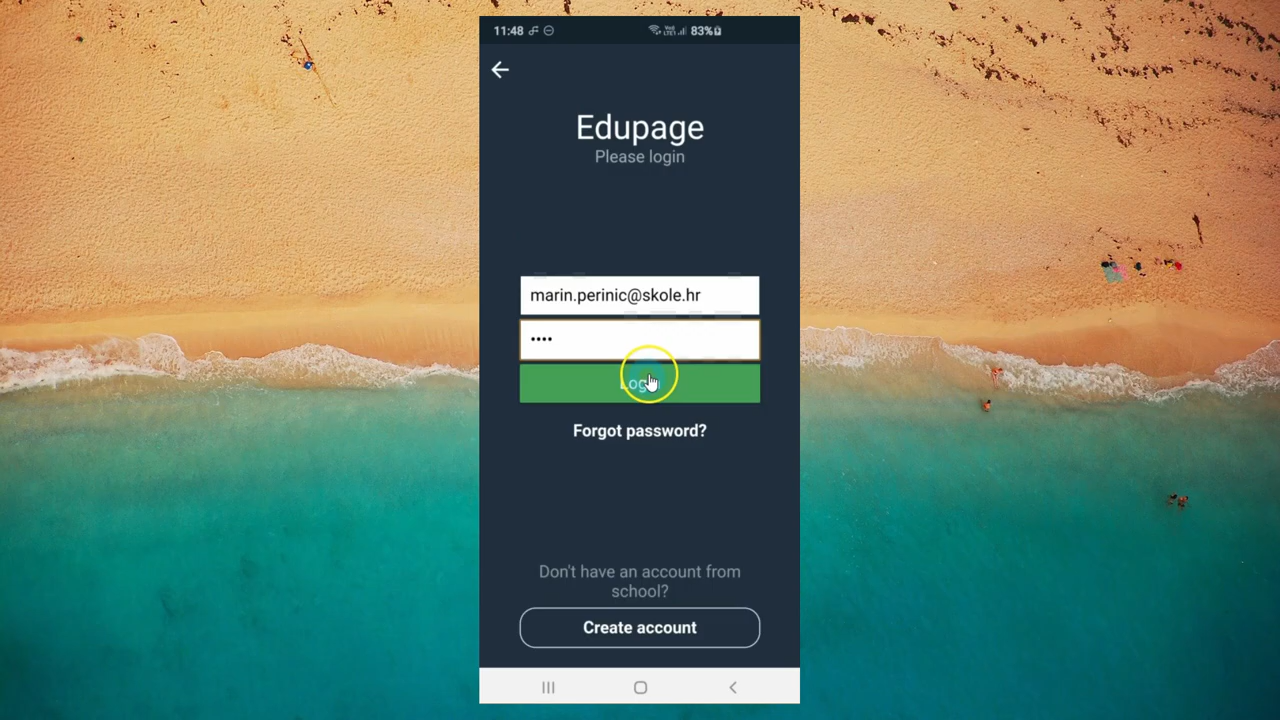 11:48 83%
Edupage
Please login
marin.perinic@skole.hr
••••
Login
Forgot password?
Don't have an account from
school?
Create account